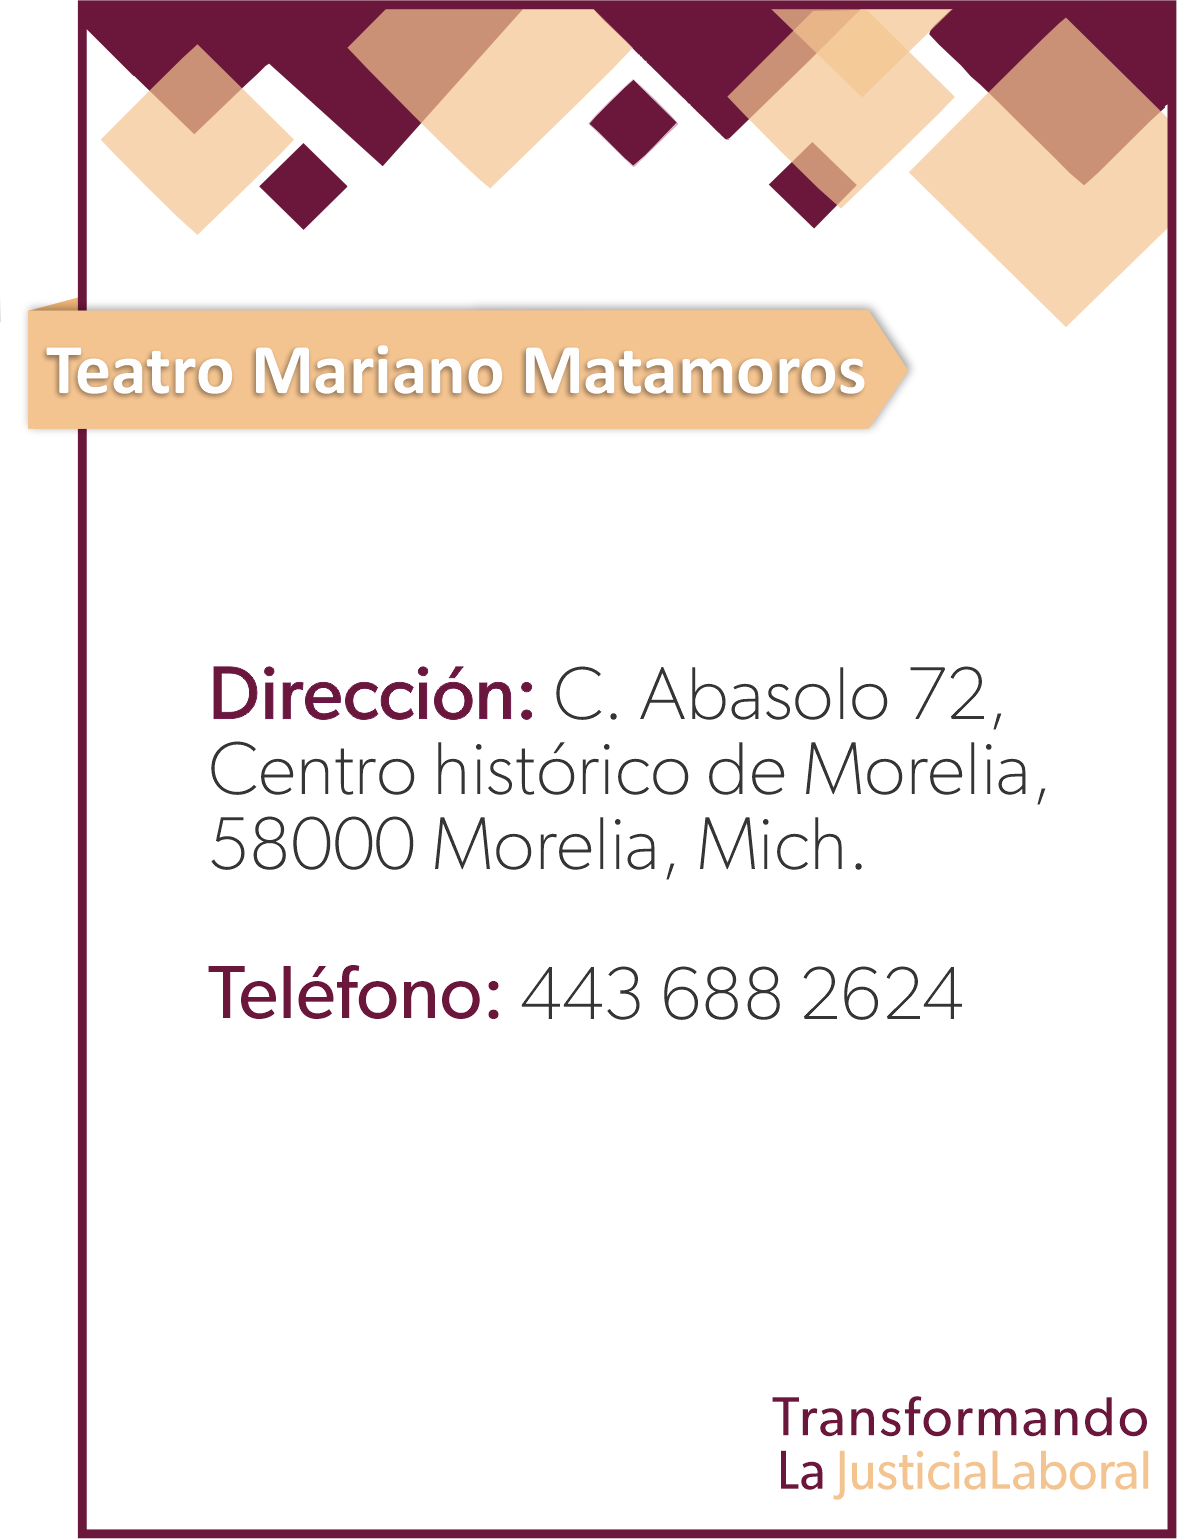 Teatro Mariano Matamoros
Dirección: C. Abasolo 72,
Centro histórico de Morelia,
58000 Morelia, Mich.
Teléfono: 443 688 2624
Transformando
La JusticiaLaboral